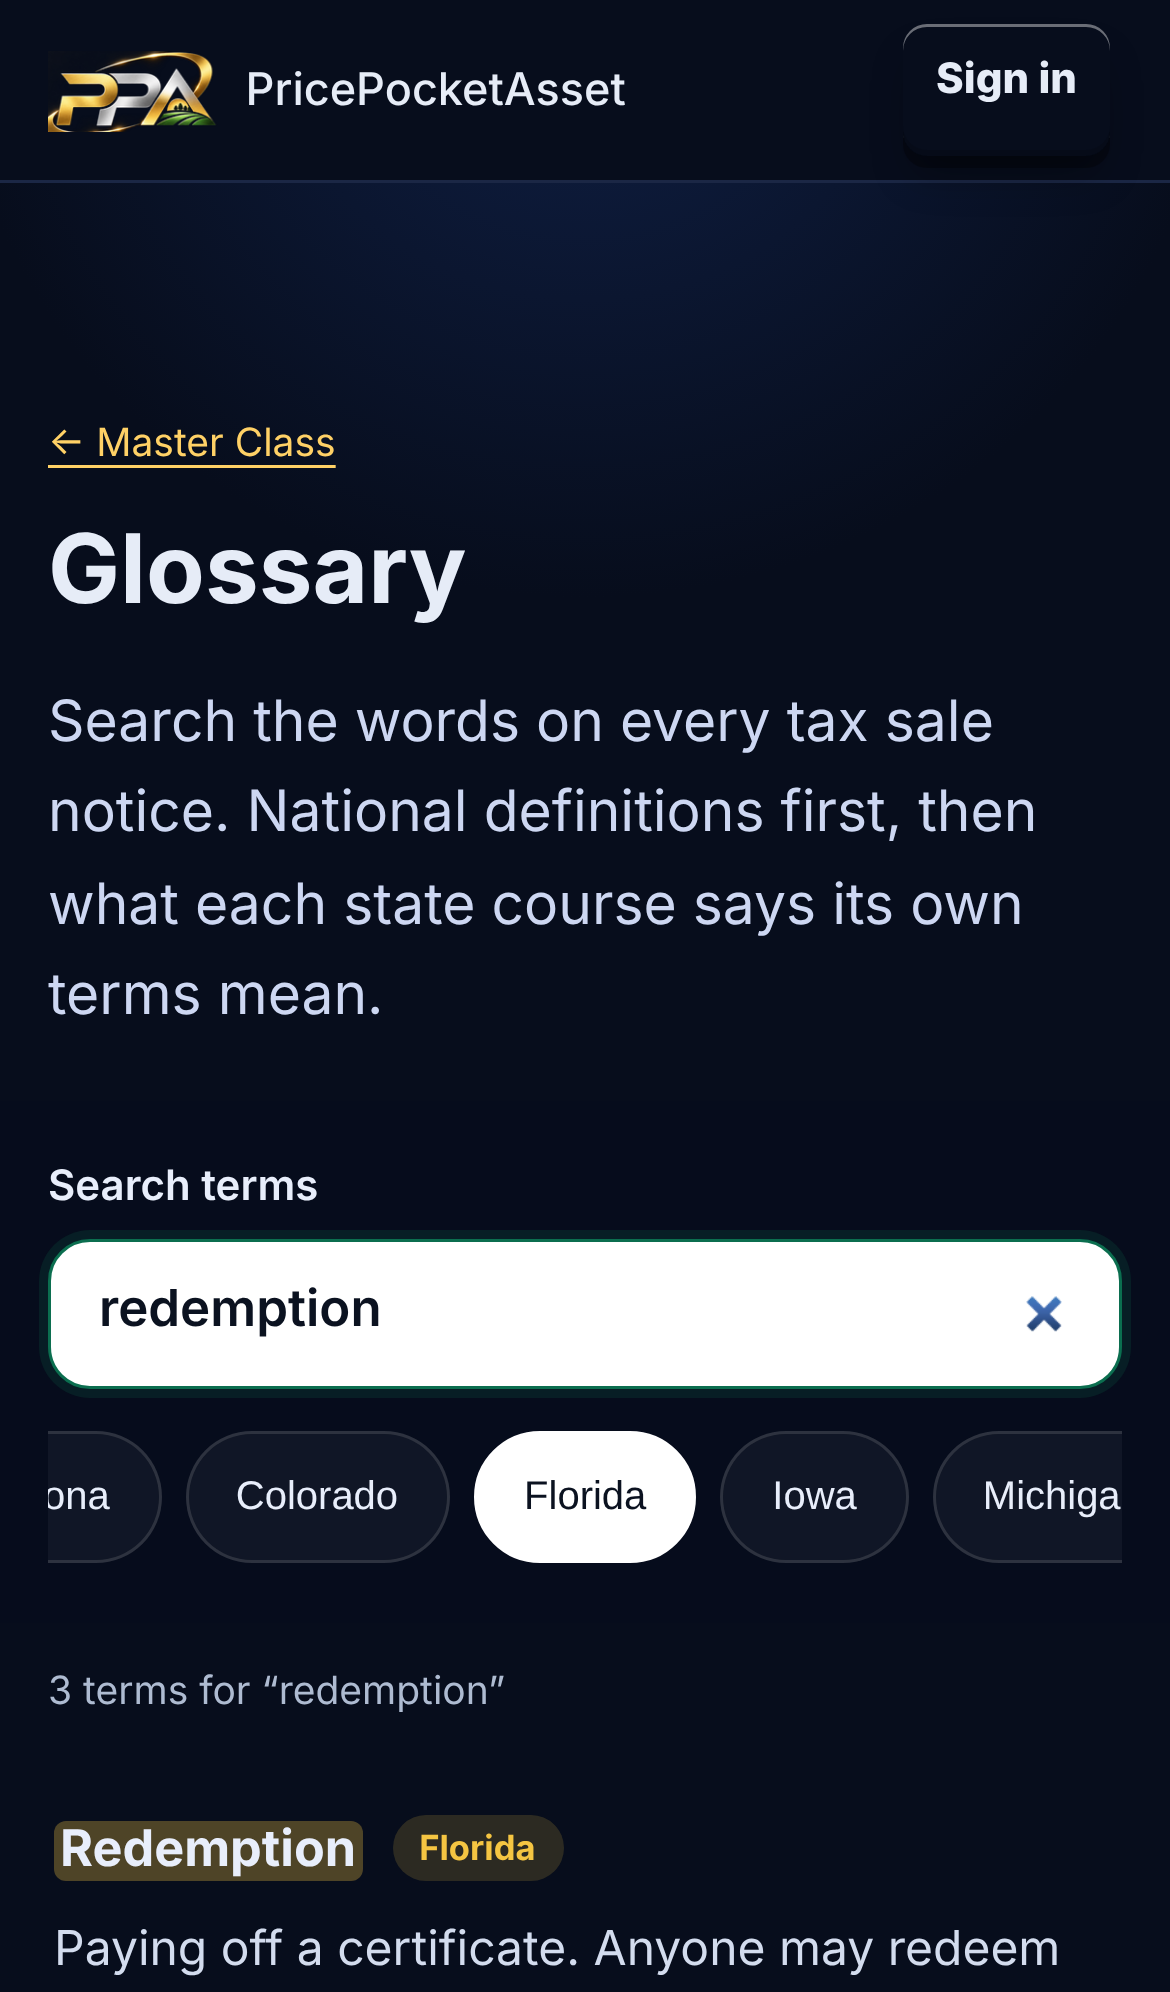 PPA
PricePocketAsset
Sign in
← Master Class
Glossary
Search the words on every tax sale
notice. National definitions first, then
what each state course says its own
terms mean.
Search terms
redemption
ona
Colorado
Florida
Iowa
Michiga
3 terms for “redemption”
Redemption
Florida
Paying off a certificate. Anyone may redeem